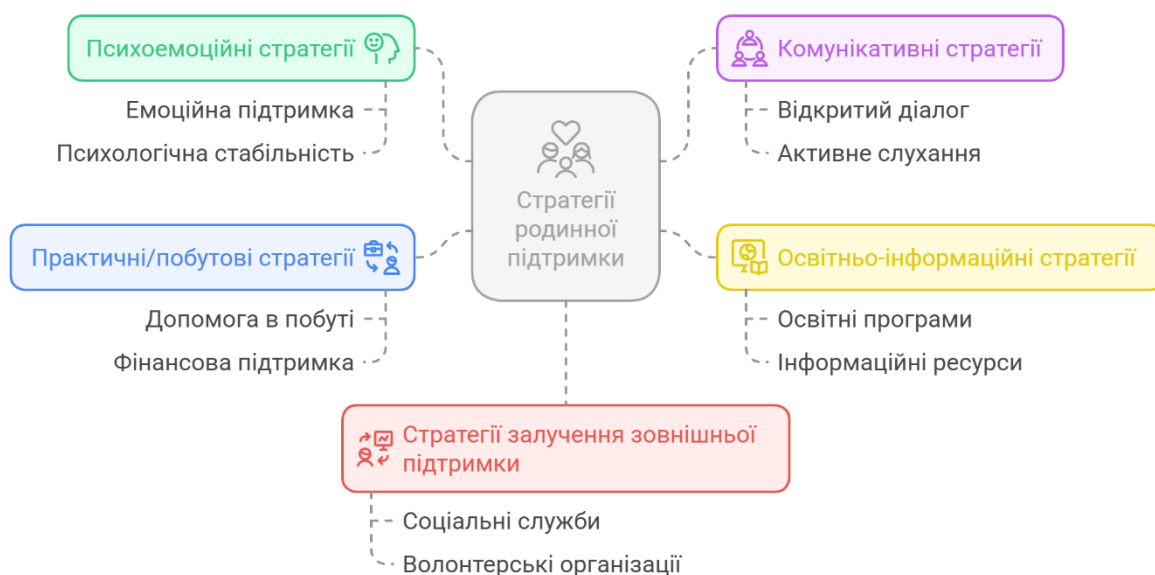 Психоемоційні стратегії
Емоційна підтримка
Психологічна стабільність
Комунікативні стратегії
Відкритий діалог
Активне слухання
Стратегії
родинної
підтримки
Практичні/побутові стратегії
Допомога в побуті
Фінансова підтримка
Освітньо-інформаційні стратегії
Освітні програми
Інформаційні ресурси
Стратегії залучення зовнішньої
підтримки
Соціальні служби
Волонтерські організації